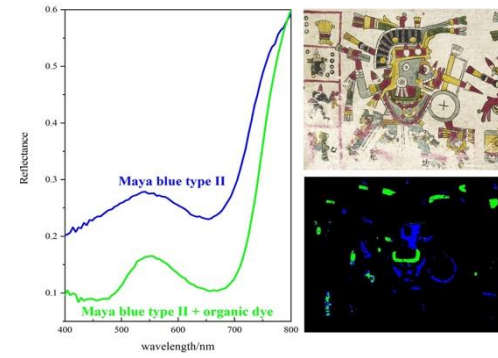 0.6
0.5
0.4
0.3
0.2
0.1
Reflectance
Maya blue type II
Maya blue type II + organic dye
400
500
600
700
800
wavelength/nm